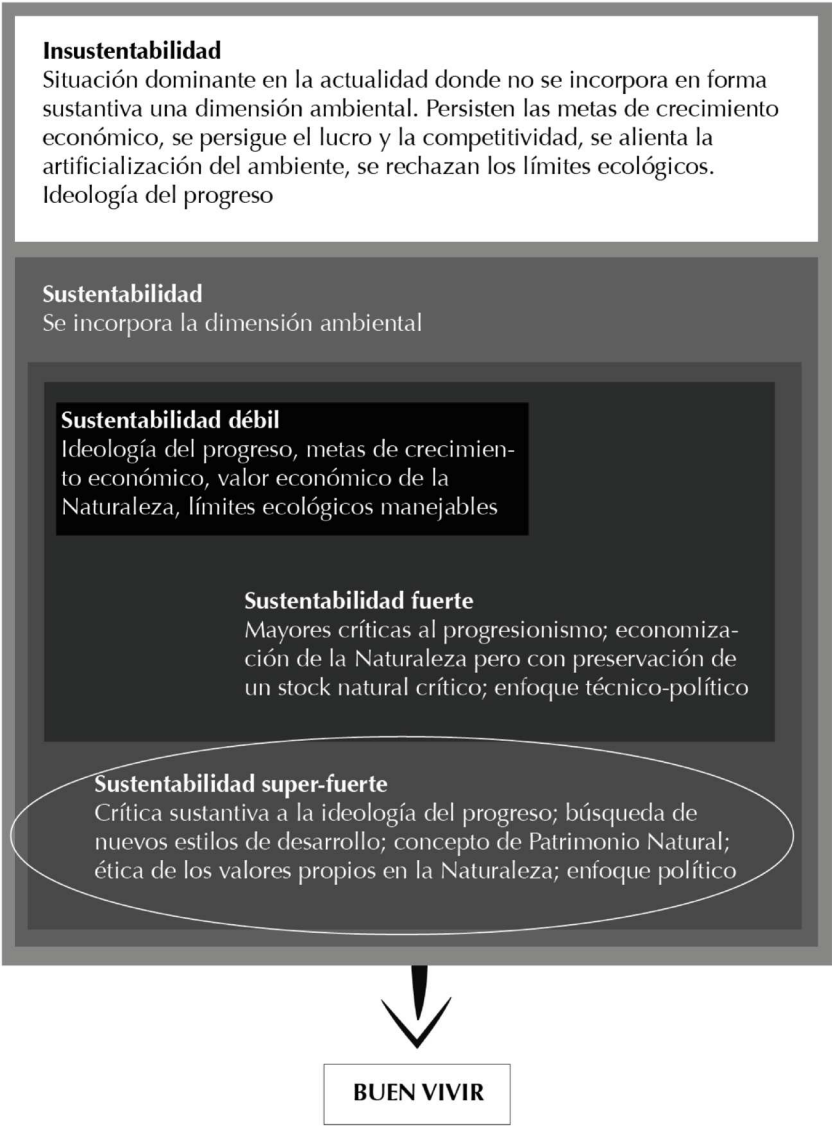 Insustentabilidad
Situación dominante en la actualidad donde no se incorpora en forma
sustantiva una dimensión ambiental. Persisten las metas de crecimiento
económico, se persigue el lucro y la competitividad, se alienta la
artificialización del ambiente, se rechazan los límites ecológicos.
Ideología del progreso
Sustentabilidad
Se incorpora la dimensión ambiental
Sustentabilidad débil
Ideología del progreso, metas de crecimien-
to económico, valor económico de la
Naturaleza, límites ecológicos manejables
Sustentabilidad fuerte
Mayores críticas al progresionismo; economiza-
ción de la Naturaleza pero con preservación de
un stock natural crítico; enfoque técnico-político
Sustentabilidad super-fuerte
Crítica sustantiva a la ideología del progreso; búsqueda de
nuevos estilos de desarrollo; concepto de Patrimonio Natural;
ética de los valores propios en la Naturaleza; enfoque político
BUEN VIVIR